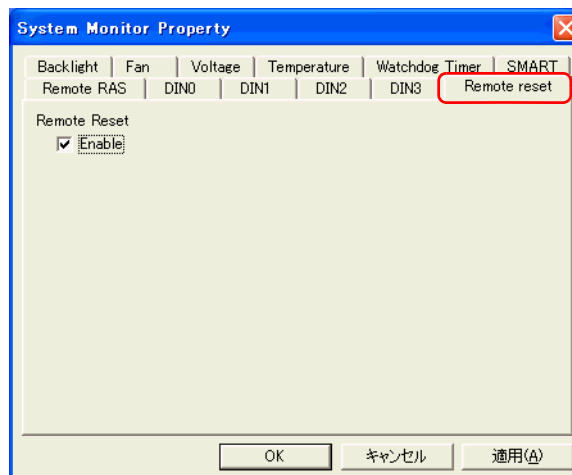 System Monitor Property
Backlight Fan Voltage Temperature Watchdog Timer SMART
Remote RAS DIN0 DIN1 DIN2 DIN3 Remote reset
Remote Reset
Enable
OK キャンセル 適用(A)